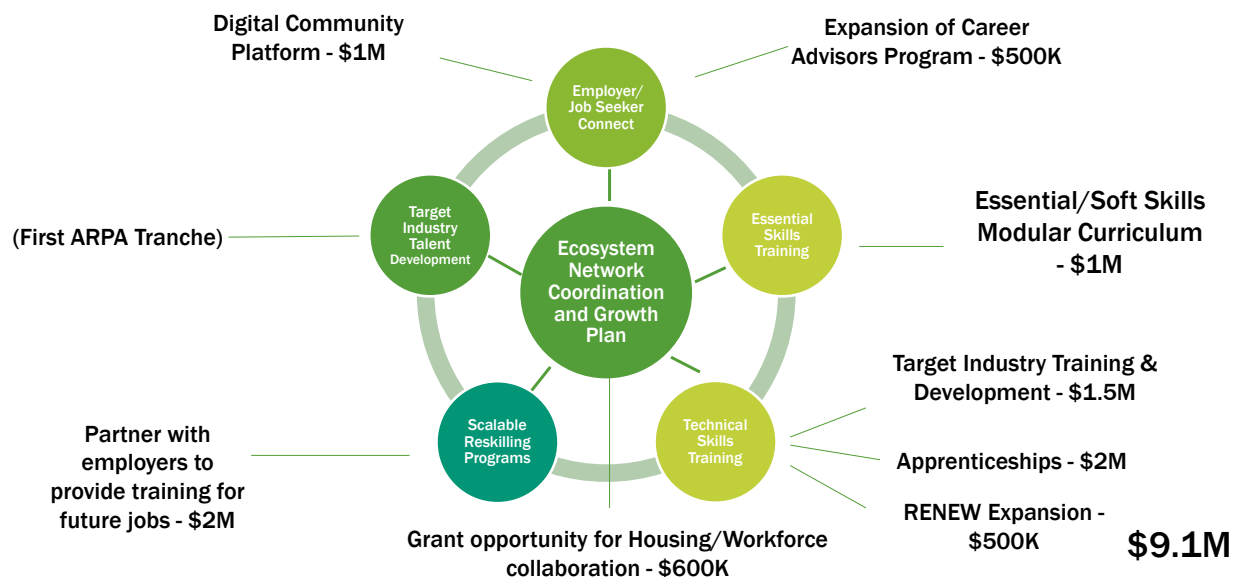 Digital Community
Platform - $1M
Expansion of Career
Advisors Program - $500K
Employer/
Job Seeker
Connect
Target
Industry
Talent
Development
Essential
Skills
Training
Essential/Soft Skills
Modular Curriculum
- $1M
(First ARPA Tranche)
Ecosystem
Network
Coordination
and Growth
Plan
Target Industry Training &
Development - $1.5M
Scalable
Reskilling
Programs
Technical
Skills
Training
Partner with
employers to
provide training for
future jobs - $2M
Apprenticeships - $2M
RENEW Expansion -
$500K
$9.1M
Grant opportunity for Housing/Workforce
collaboration - $600K